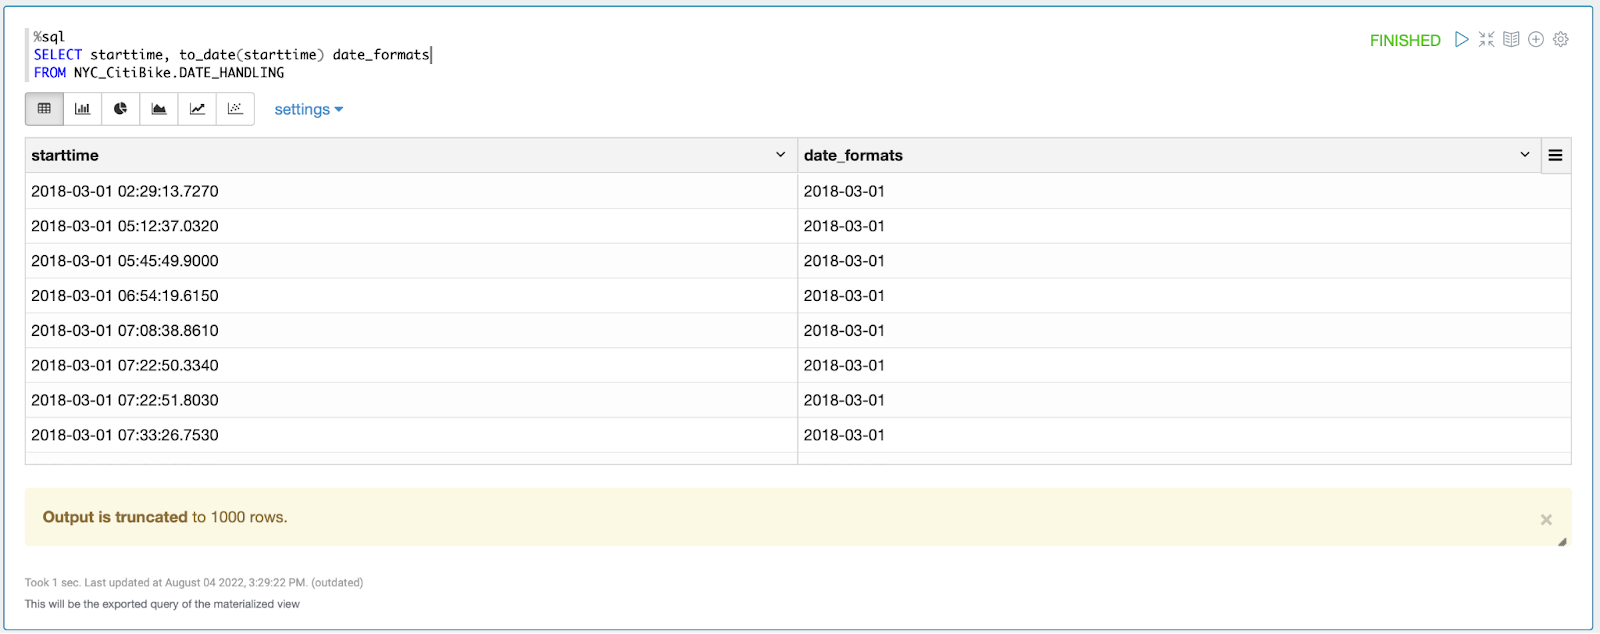 %sql
SELECT starttime, to_date(starttime) date_formats
FROM NYC_CitiBike.DATE_HANDLING
FINISHED
settings
starttime date_formats
2018-03-01 02:29:13.7270 2018-03-01
2018-03-01 05:12:37.0320 2018-03-01
2018-03-01 05:45:49.9000 2018-03-01
2018-03-01 06:54:19.6150 2018-03-01
2018-03-01 07:08:38.8610 2018-03-01
2018-03-01 07:22:50.3340 2018-03-01
2018-03-01 07:22:51.8030 2018-03-01
2018-03-01 07:33:26.7530 2018-03-01
Output is truncated to 1000 rows.
Took 1 sec. Last updated at August 04 2022, 3:29:22 PM. (outdated)
This will be the exported query of the materialized view